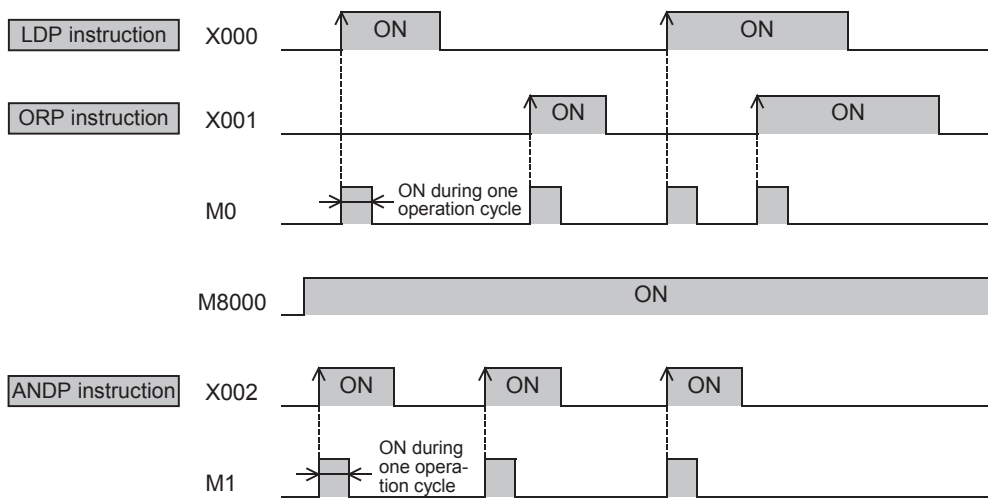 LDP instruction X000 ON ON
ORP instruction X001 ON ON
M0 ON during one
operation cycle
M8000 ON
ANDP instruction X002 ON ON ON
M1 ON during
one opera-
tion cycle